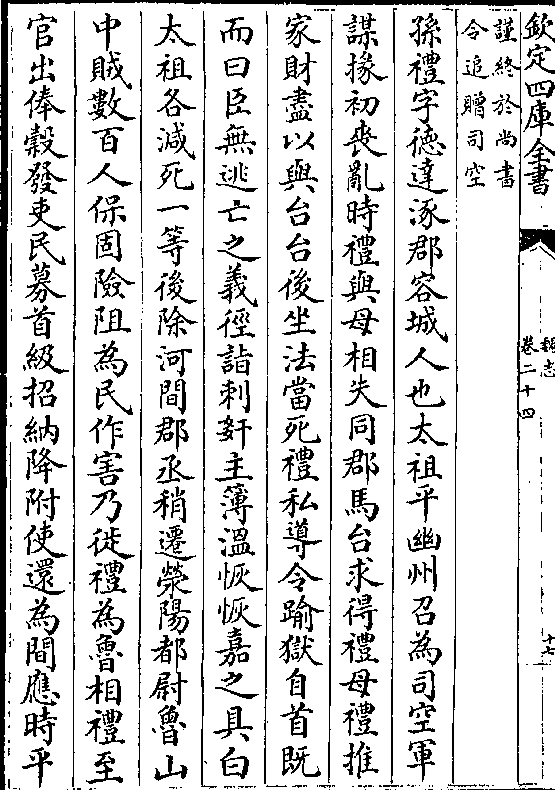 欽定四庫全書
魏志
卷二十四
十七
謹終於尚書
令追贈司空
孫禮字德達涿郡容城人也太祖平幽州召為司空軍
謀掾初喪亂時禮與母相失同郡馬台求得禮母禮推
家財盡以與台台後坐法當死禮私導令踰獄自首既
而曰臣無逃亡之義徑詣刺奸主簿溫恢恢嘉之具白
太祖各減死一等後除河間郡丞稍遷滎陽都尉魯山
中賊數百人保固險阻為民作害乃徙禮為魯相禮至
官出俸穀發吏民募首級招納降附使還為間應時平